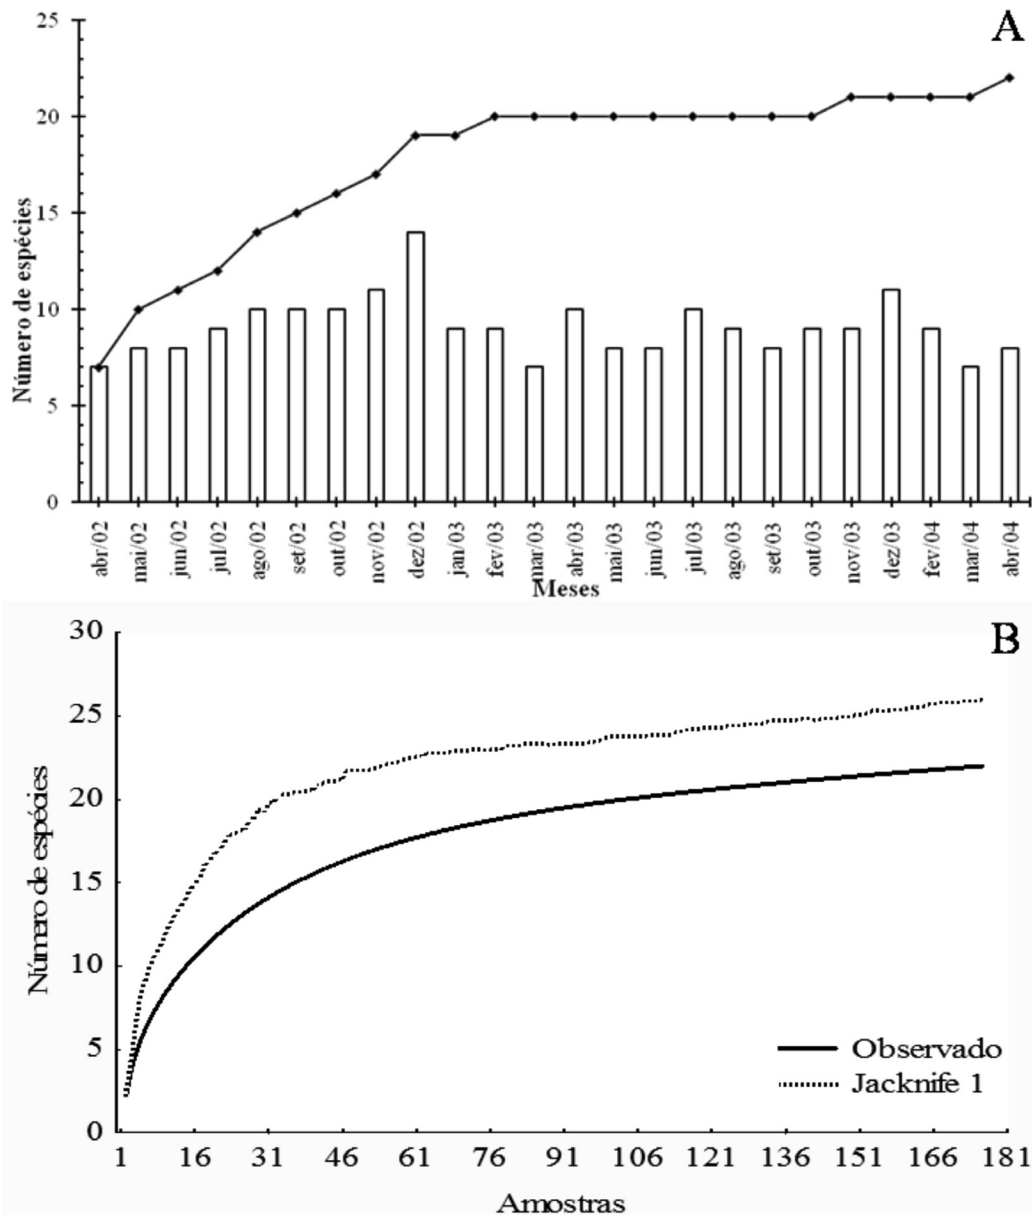 A
25
20
15
10
5
0
Número de espécies
abr/02
mai/02
jun/02
jul/02
ago/02
set/02
out/02
nov/02
dez/02
jan/03
fev/03
mar/03
abr/03
mai/03
jun/03
jul/03
ago/03
set/03
out/03
nov/03
dez/03
fev/04
mar/04
abr/04
Meses
B
30
25
20
15
10
5
0
Número de espécies
Observado
Jacknife 1
1 16 31 46 61 76 91 106 121 136 151 166 181
Amostras